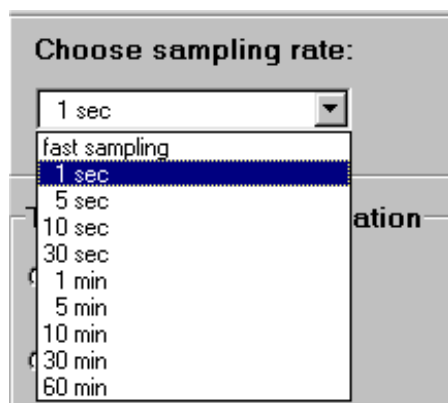 Choose sampling rate:
1 sec
fast sampling
1 sec
5 sec
10 sec
30 sec
ation
1 min
5 min
10 min
30 min
60 min